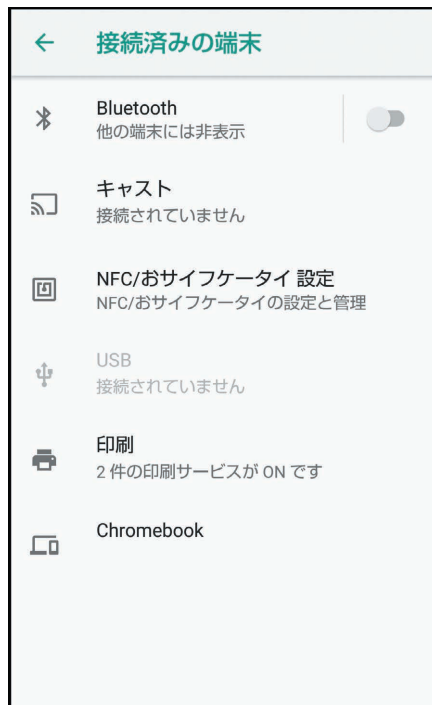 接続済みの端末
Bluetooth
他の端末には非表示
キャスト
接続されていません
NFC/おサイフケータイ 設定
NFC/おサイフケータイの設定と管理
USB
接続されていません
印刷
2 件の印刷サービスが ON です
Chromebook